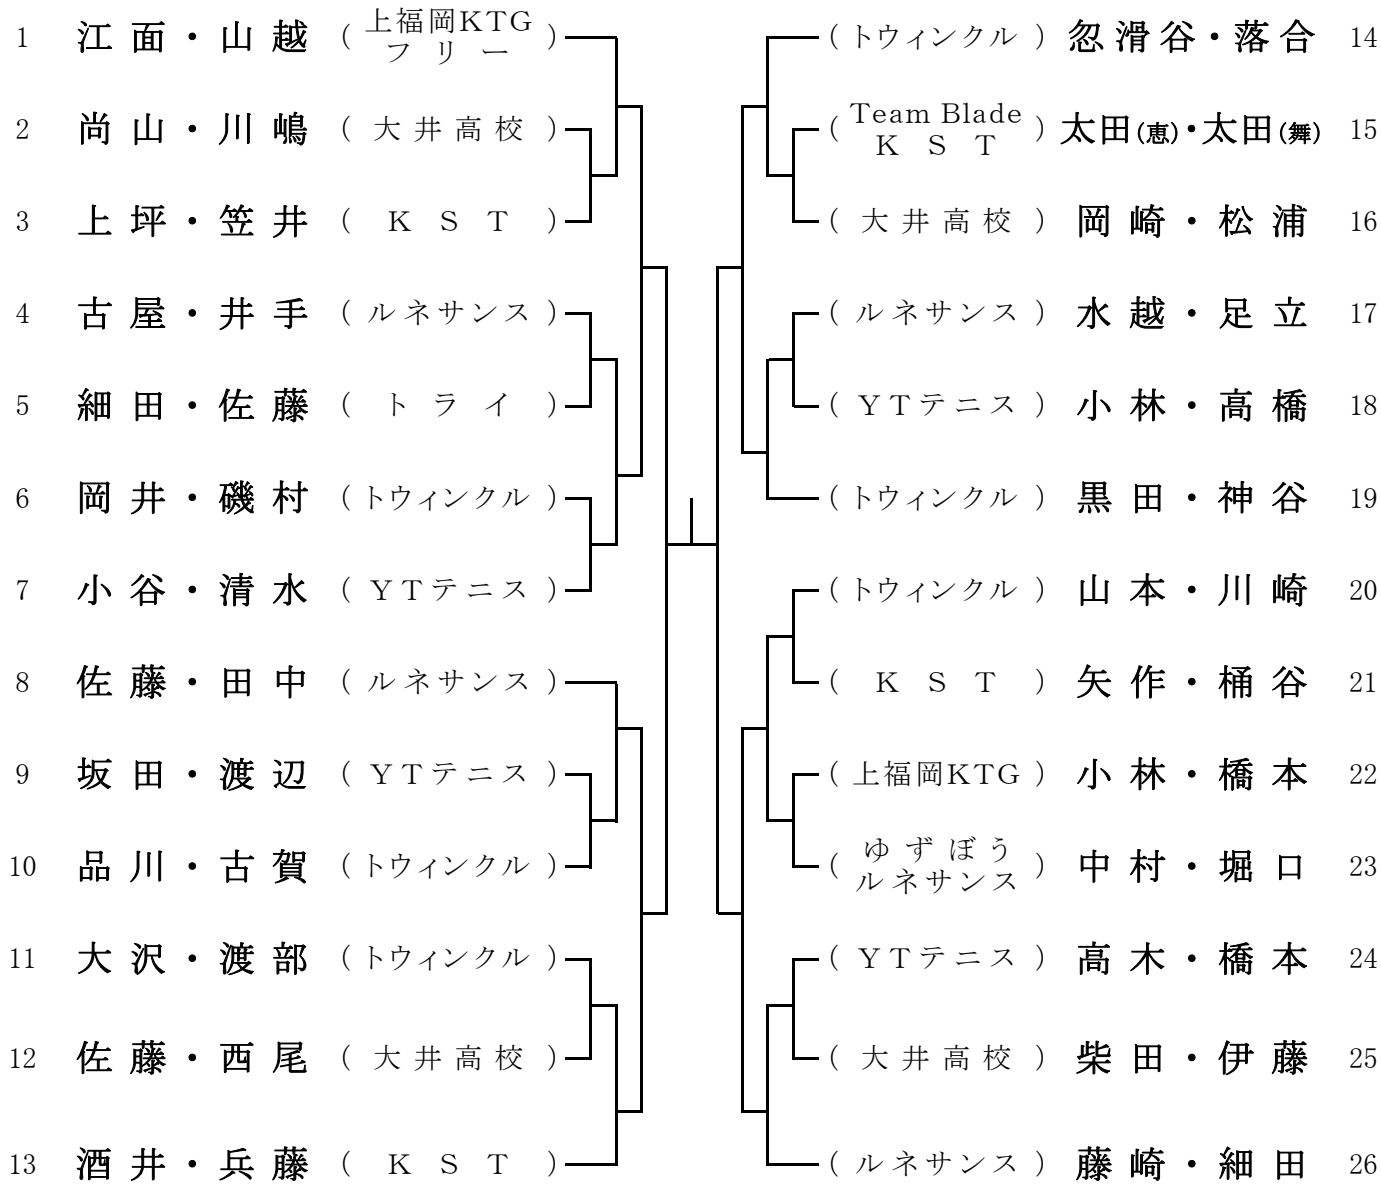 1 江面・山越 (上福岡KTG フリー)
2 尚山・川嶋 (大井高校)
3 上坪・笠井 (KST)
4 古屋・井手 (ルネサンス)
5 細田・佐藤 (トライ)
6 岡井・磯村 (トウィンクル)
7 小谷・清水 (YTテニス)
8 佐藤・田中 (ルネサンス)
9 坂田・渡辺 (YTテニス)
10 品川・古賀 (トウィンクル)
11 大沢・渡部 (トウィンクル)
12 佐藤・西尾 (大井高校)
13 酒井・兵藤 (KST)
(トウィンクル) 忽滑谷・落合 14
(Team Blade KST) 太田(恵)・太田(舞) 15
(大井高校) 岡崎・松浦 16
(ルネサンス) 水越・足立 17
(YTテニス) 小林・高橋 18
(トウィンクル) 黒田・神谷 19
(トウィンクル) 山本・川崎 20
(KST) 矢作・桶谷 21
(上福岡KTG) 小林・橋本 22
(ゆずぽう ルネサンス) 中村・堀口 23
(YTテニス) 高木・橋本 24
(大井高校) 柴田・伊藤 25
(ルネサンス) 藤崎・細田 26